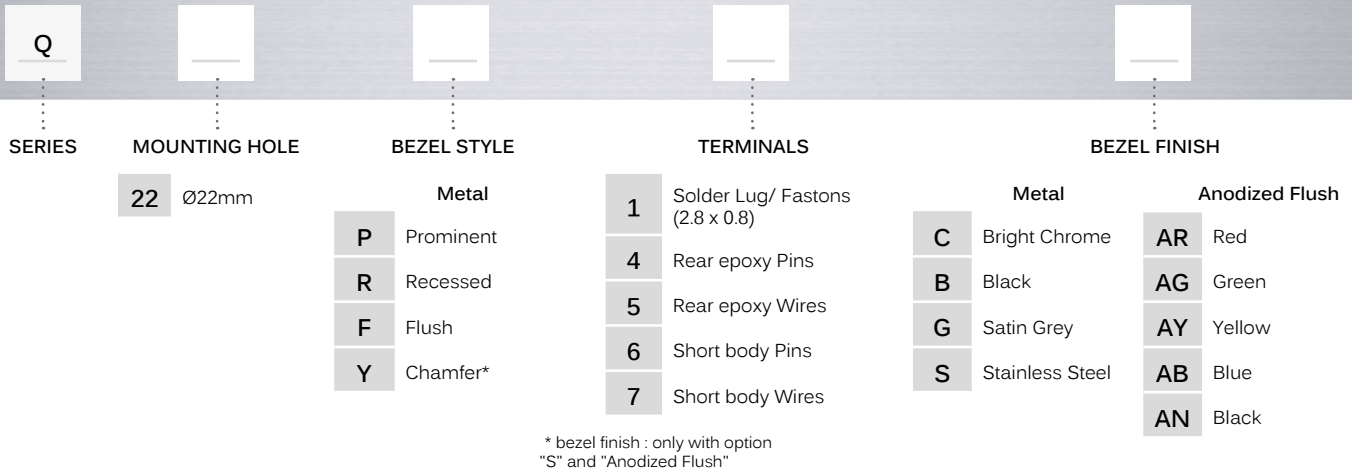 Q
SERIES
MOUNTING HOLE
22 Ø22mm
BEZEL STYLE
Metal
P Prominent
R Recessed
F Flush
Y Chamfer*
TERMINALS
1 Solder Lug/ Fastons
(2.8 x 0.8)
4 Rear epoxy Pins
5 Rear epoxy Wires
6 Short body Pins
7 Short body Wires
* bezel finish : only with option
"S" and "Anodized Flush"
BEZEL FINISH
Metal
C Bright Chrome
B Black
G Satin Grey
S Stainless Steel
Anodized Flush
AR Red
AG Green
AY Yellow
AB Blue
AN Black